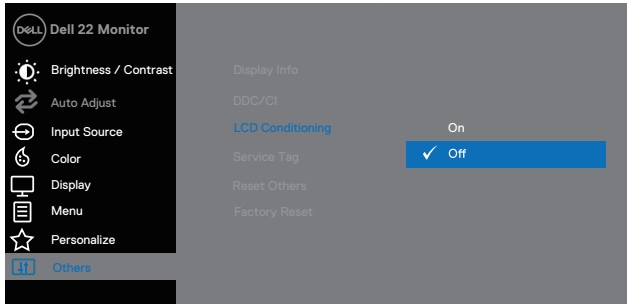 DELL Dell 22 Monitor
Brightness / Contrast
Auto Adjust
Input Source
Color
Display
Menu
Personalize
Others
Display Info
DDC/CI
LCD Conditioning
Service Tag
Reset Others
Factory Reset
On
Off